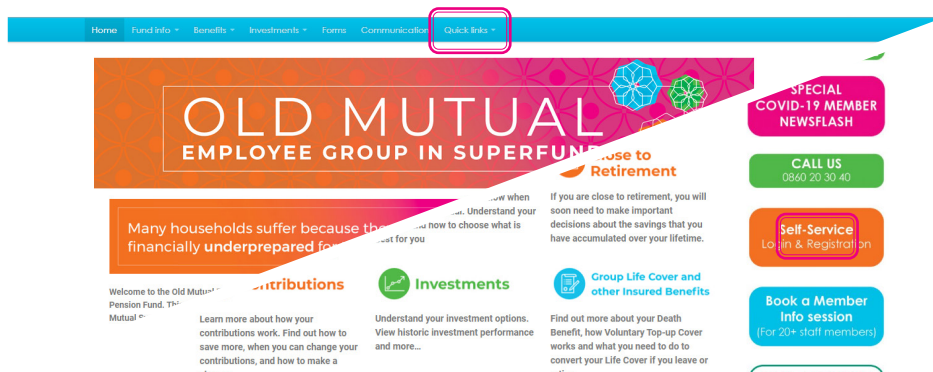 Home Fund info Benefits Investments Forms Communication Quick links
OLD MUTUAL
EMPLOYEE GROUP IN SUPERFUND
Many households suffer because
financially underprepared
Welcome to the Old Mutual
Pension Fund.
Mutual
to
Retirement
when
Understand your
how to choose what is
for you
If you are close to retirement, you will
soon need to make important
decisions about the savings that you
have accumulated over your lifetime.
Learn more about how your
contributions work. Find out how to
save more, when you can change your
contributions, and how to make a
Investments
Understand your investment options.
View historic investment performance
and more...
Group Life Cover and
other Insured Benefits
Find out more about your Death
Benefit, how Voluntary Top-up Cover
works and what you need to do to
convert your Life Cover if you leave or
SPECIAL
COVID-19 MEMBER
NEWSFLASH
CALL US
0860 20 30 40
Self-Service
Login & Registration
Book a Member
Info session
(For 20+ staff members)